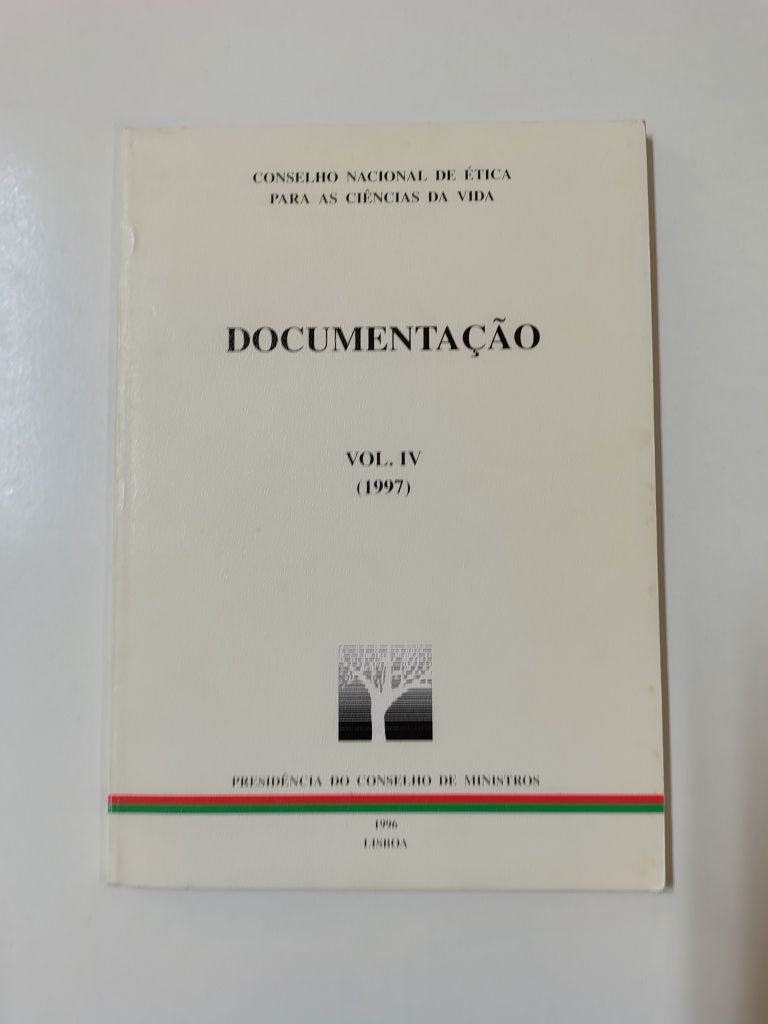 CONSELHO NACIONAL DE ÉTICA
PARA AS CIÊNCIAS DA VIDA
DOCUMENTAÇÃO
VOL. IV
(1997)
PRESIDÊNCIA DO CONSELHO DE MINISTROS
1996
LISBOA